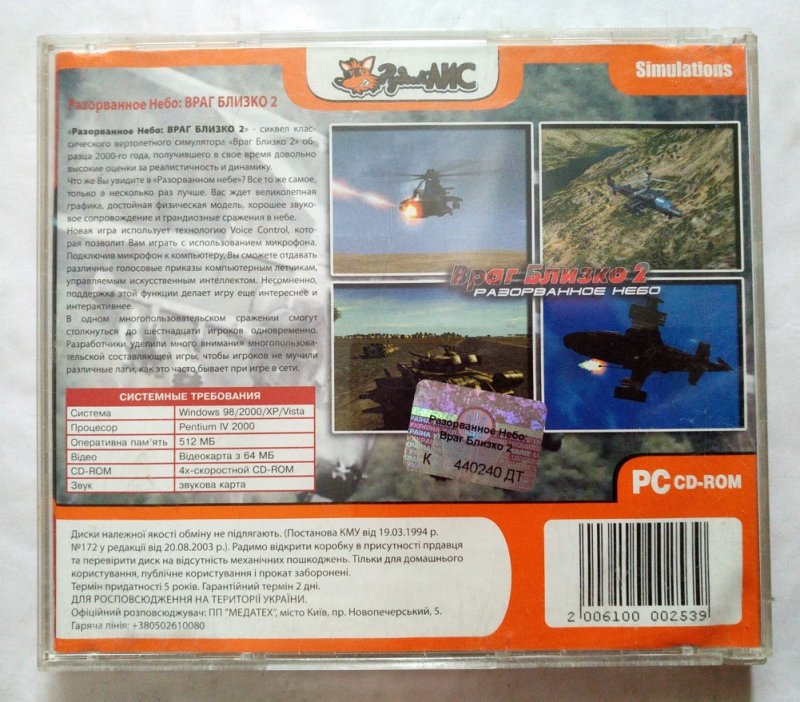 РудыйЛИС
Simulations
Разорванное Небо: ВРАГ БЛИЗКО 2
«Разорванное Небо: ВРАГ БЛИЗКО 2» - сиквел клас-
сического вертолетного симулятора «Враг Близко 2» об-
разца 2000-го года, получившего в свое время довольно
высокие оценки за реалистичность и динамику.
Что же Вы увидите в «Разорванном небе»? Все то же самое,
только в несколько раз лучше. Вас ждет великолепная
графика, достойная физическая модель, хорошее звуко-
вое сопровождение и грандиозные сражения в небе.
Новая игра использует технологию Voice Control, кото-
рая позволит Вам играть с использованием микрофона.
Подключив микрофон к компьютеру, Вы сможете отдавать
различные голосовые приказы компьютерным летчикам,
управляемым искусственным интеллектом. Несомненно,
поддержка этой функции делает игру еще интереснее и
интерактивнее.
В одном многопользовательском сражении смогут
столкнуться до шестнадцати игроков одновременно.
Разработчики уделили много внимания многопользова-
тельской составляющей игры, чтобы игроков не мучили
различные лаги, как это часто бывает при игре в сети.
Враг Близко 2
РАЗОРВАННОЕ НЕБО
СИСТЕМНЫЕ ТРЕБОВАНИЯ
Система Windows 98/2000/XP/Vista
Процесор Pentium IV 2000
Оперативна пам'ять 512 МБ
Відео Відеокарта з 64 МБ
CD-ROM 4х-скоростной CD-ROM
Звук звукова карта
Разорванное Небо:
Враг Близко 2
К 440240 ДТ
PC CD-ROM
Диски належної якості обміну не підлягають. (Постанова КМУ від 19.03.1994 р.
№172 у редакції від 20.08.2003 р.). Радимо відкрити коробку в присутності прдавця
та перевірити диск на відсутність механічних пошкоджень. Тільки для домашнього
користування, публічне користування і прокат заборонені.
Термін придатності 5 років. Гарантійний термін 2 дні.
ДЛЯ РОСПОВСЮДЖЕННЯ НА ТЕРИТОРІЇ УКРАЇНИ.
Офіційний розповсюджувач: ПП "МЕДАТЕХ", місто Київ, пр. Новопечерський, 5.
Гаряча лінія: +380502610080
2 006100 002539